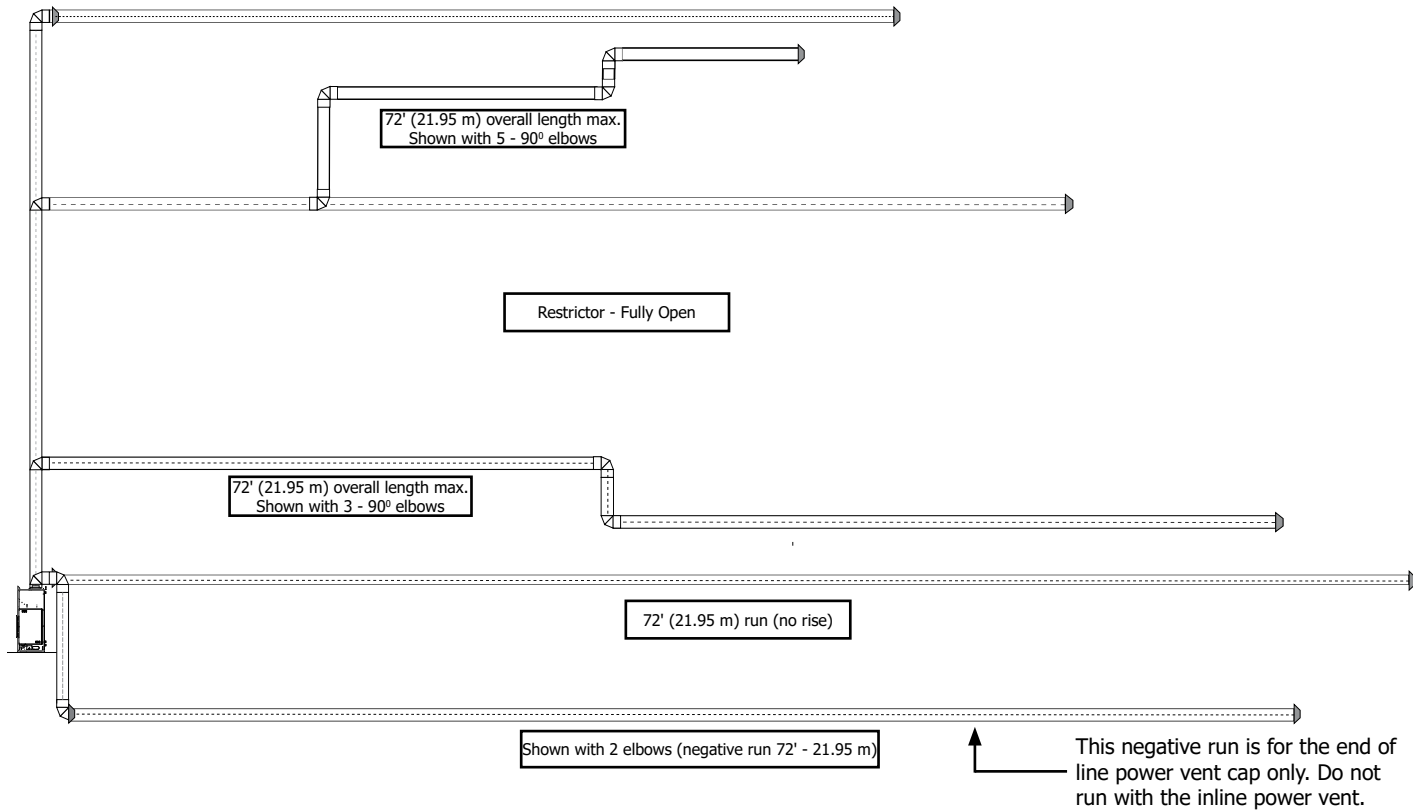 72' (21.95 m) overall length max.
Shown with 5 - 90⁰ elbows
Restrictor - Fully Open
72' (21.95 m) overall length max.
Shown with 3 - 90⁰ elbows
72' (21.95 m) run (no rise)
Shown with 2 elbows (negative run 72' - 21.95 m)
This negative run is for the end of
line power vent cap only. Do not
run with the inline power vent.